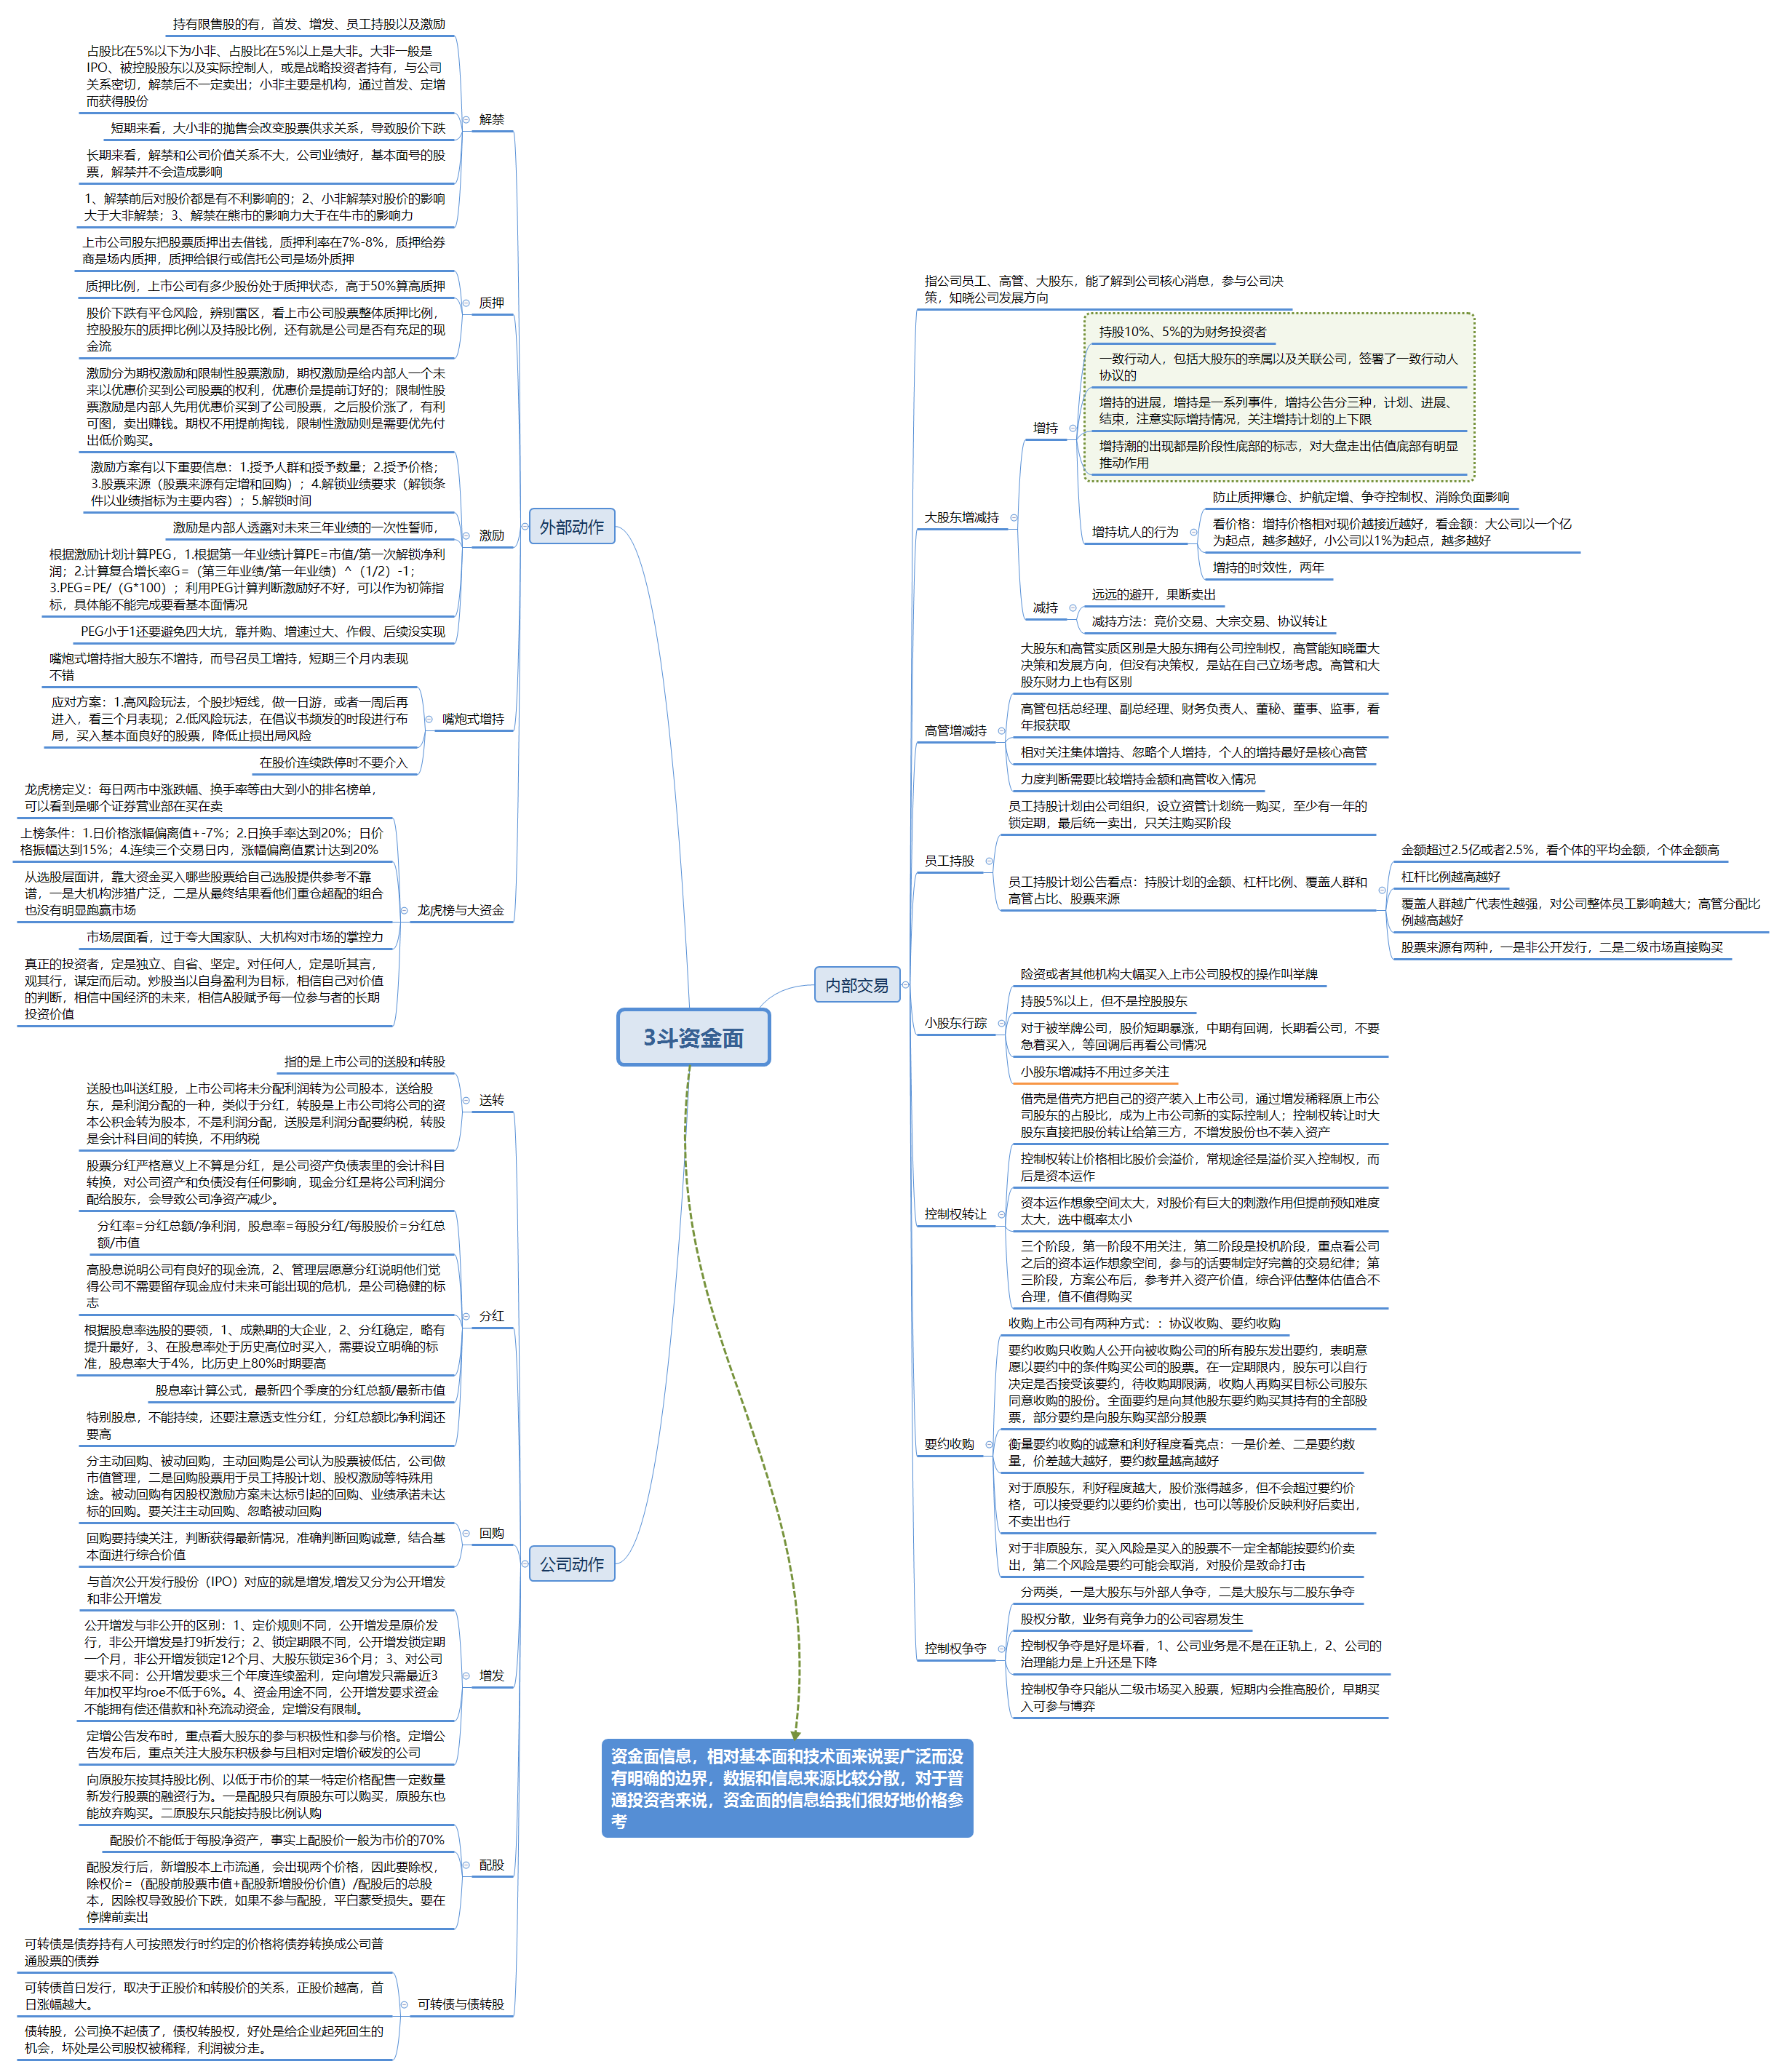 3斗资金面
外部动作
解禁
持有限售股的有，首发、增发、员工持股以及激励
占股比在5%以下为小非、占股比在5%以上是大非。大非一般是
IPO、被控股股东以及实际控制人，或是战略投资者持有，与公司
关系密切，解禁后不一定卖出；小非主要是机构，通过首发、定增
而获得股份
短期来看，大小非的抛售会改变股票供求关系，导致股价下跌
长期来看，解禁和公司价值关系不大，公司业绩好，基本面号的股
票，解禁并不会造成影响
1、解禁前后对股价都是有不利影响的；2、小非解禁对股价的影响
大于大非解禁；3、解禁在熊市的影响力大于在牛市的影响力
质押
上市公司股东把股票质押出去借钱，质押利率在7%-8%，质押给券
商是场内质押，质押给银行或信托公司是场外质押
质押比例，上市公司有多少股份处于质押状态，高于50%算高质押
股价下跌有平仓风险，辨别雷区，看上市公司股票整体质押比例，
控股股东的质押比例以及持股比例，还有就是公司是否有充足的现
金流
激励
激励分为期权激励和限制性股票激励，期权激励是给内部人一个未
来以优惠价买到公司股票的权利，优惠价是提前订好的；限制性股
票激励是内部人先用优惠价买到了公司股票，之后股价涨了，有利
可图，卖出赚钱。期权不用提前掏钱，限制性激励则是需要优先付
出低价购买。
激励方案有以下重要信息：1.授予人群和授予数量；2.授予价格；
3.股票来源（股票来源有定增和回购）；4.解锁业绩要求（解锁条
件以业绩指标为主要内容）；5.解锁时间
激励是内部人透露对未来三年业绩的一次性誓师，
根据激励计划计算PEG，1.根据第一年业绩计算PE=市值/第一次解锁净利
润；2.计算复合增长率G=（第三年业绩/第一年业绩）^（1/2）-1；
3.PEG=PE/（G*100）；利用PEG计算判断激励好不好，可以作为初筛指
标，具体能不能完成要看基本面情况
PEG小于1还要避免四大坑，靠并购、增速过大、作假、后续没实现
嘴炮式增持
嘴炮式增持指大股东不增持，而号召员工增持，短期三个月内表现
不错
应对方案：1.高风险玩法，个股抄短线，做一日游，或者一周后再
进入，看三个月表现；2.低风险玩法，在倡议书频发的时段进行布
局，买入基本面良好的股票，降低止损出局风险
在股价连续跌停时不要介入
龙虎榜与大资金
龙虎榜定义：每日两市中涨跌幅、换手率等由大到小的排名榜单，
可以看到是哪个证券营业部在买在卖
上榜条件：1.日价格涨幅偏离值+-7%；2.日换手率达到20%；日价
格振幅达到15%；4.连续三个交易日内，涨幅偏离值累计达到20%
从选股层面讲，靠大资金买入哪些股票给自己选股提供参考不靠
谱，一是大机构涉猎广泛，二是从最终结果看他们重仓超配的组合
也没有明显跑赢市场
市场层面看，过于夸大国家队、大机构对市场的掌控力
真正的投资者，定是独立、自省、坚定。对任何人，定是听其言，
观其行，谋定而后动。炒股当以自身盈利为目标，相信自己对价值
的判断，相信中国经济的未来，相信A股赋予每一位参与者的长期
投资价值
公司动作
送转
指的是上市公司的送股和转股
送股也叫送红股，上市公司将未分配利润转为公司股本，送给股
东，是利润分配的一种，类似于分红，转股是上市公司将公司的资
本公积金转为股本，不是利润分配，送股是利润分配要纳税，转股
是会计科目间的转换，不用纳税
分红
股票分红严格意义上不算是分红，是公司资产负债表里的会计科目
转换，对公司资产和负债没有任何影响，现金分红是将公司利润分
配给股东，会导致公司净资产减少。
分红率=分红总额/净利润，股息率=每股分红/每股股价=分红总
额/市值
高股息说明公司有良好的现金流，2、管理层愿意分红说明他们觉
得公司不需要留存现金应付未来可能出现的危机，是公司稳健的标
志
根据股息率选股的要领，1、成熟期的大企业，2、分红稳定，略有
提升最好，3、在股息率处于历史高位时买入，需要设立明确的标
准，股息率大于4%，比历史上80%时期要高
股息率计算公式，最新四个季度的分红总额/最新市值
特别股息，不能持续，还要注意透支性分红，分红总额比净利润还
要高
回购
分主动回购、被动回购，主动回购是公司认为股票被低估，公司做
市值管理，二是回购股票用于员工持股计划、股权激励等特殊用
途。被动回购有因股权激励方案未达标引起的回购、业绩承诺未达
标的回购。要关注主动回购、忽略被动回购
回购要持续关注，判断获得最新情况，准确判断回购诚意，结合基
本面进行综合价值
增发
与首次公开发行股份（IPO）对应的就是增发,增发又分为公开增发
和非公开增发
公开增发与非公开的区别：1、定价规则不同，公开增发是原价发
行，非公开增发是打9折发行；2、锁定期限不同，公开增发锁定期
一个月，非公开增发锁定12个月、大股东锁定36个月；3、对公司
要求不同：公开增发要求三个年度连续盈利，定向增发只需最近3
年加权平均roe不低于6%。4、资金用途不同，公开增发要求资金
不能拥有偿还借款和补充流动资金，定增没有限制。
定增公告发布时，重点看大股东的参与积极性和参与价格。定增公
告发布后，重点关注大股东积极参与且相对定增价破发的公司
配股
向原股东按其持股比例、以低于市价的某一特定价格配售一定数量
新发行股票的融资行为。一是配股只有原股东可以购买，原股东也
能放弃购买。二原股东只能按持股比例认购
配股价不能低于每股净资产，事实上配股价一般为市价的70%
配股发行后，新增股本上市流通，会出现两个价格，因此要除权，
除权价=（配股前股票市值+配股新增股份价值）/配股后的总股
本，因除权导致股价下跌，如果不参与配股，平白蒙受损失。要在
停牌前卖出
可转债与债转股
可转债是债券持有人可按照发行时约定的价格将债券转换成公司普
通股票的债券
可转债首日发行，取决于正股价和转股价的关系，正股价越高，首
日涨幅越大。
债转股，公司换不起债了，债权转股权，好处是给企业起死回生的
机会，坏处是公司股权被稀释，利润被分走。
内部交易
指公司员工、高管、大股东，能了解到公司核心消息，参与公司决
策，知晓公司发展方向
大股东增减持
增持
持股10%、5%的为财务投资者
一致行动人，包括大股东的亲属以及关联公司，签署了一致行动人
协议的
增持的进展，增持是一系列事件，增持公告分三种，计划、进展、
结束，注意实际增持情况，关注增持计划的上下限
增持潮的出现都是阶段性底部的标志，对大盘走出估值底部有明显
推动作用
增持坑人的行为
防止质押爆仓、护航定增、争夺控制权、消除负面影响
看价格：增持价格相对现价越接近越好，看金额：大公司以一个亿
为起点，越多越好，小公司以1%为起点，越多越好
增持的时效性，两年
减持
远远的避开，果断卖出
减持方法：竞价交易、大宗交易、协议转让
高管增减持
大股东和高管实质区别是大股东拥有公司控制权，高管能知晓重大
决策和发展方向，但没有决策权，是站在自己立场考虑。高管和大
股东财力上也有区别
高管包括总经理、副总经理、财务负责人、董秘、董事、监事，看
年报获取
相对关注集体增持、忽略个人增持，个人的增持最好是核心高管
力度判断需要比较增持金额和高管收入情况
员工持股
员工持股计划由公司组织，设立资管计划统一购买，至少有一年的
锁定期，最后统一卖出，只关注购买阶段
员工持股计划公告看点：持股计划的金额、杠杆比例、覆盖人群和
高管占比、股票来源
金额超过2.5亿或者2.5%，看个体的平均金额，个体金额高
杠杆比例越高越好
覆盖人群越广代表性越强，对公司整体员工影响越大；高管分配比
例越高越好
股票来源有两种，一是非公开发行，二是二级市场直接购买
小股东行踪
险资或者其他机构大幅买入上市公司股权的操作叫举牌
持股5%以上，但不是控股股东
对于被举牌公司，股价短期暴涨，中期有回调，长期看公司，不要
急着买入，等回调后再看公司情况
小股东增减持不用过多关注
控制权转让
借壳是借壳方把自己的资产装入上市公司，通过增发稀释原上市公
司股东的占股比，成为上市公司新的实际控制人；控制权转让时大
股东直接把股份转让给第三方，不增发股份也不装入资产
控制权转让价格相比股价会溢价，常规途径是溢价买入控制权，而
后是资本运作
资本运作想象空间太大，对股价有巨大的刺激作用但提前预知难度
太大，选中概率太小
三个阶段，第一阶段不用关注，第二阶段是投机阶段，重点看公司
之后的资本运作想象空间，参与的话要制定好完善的交易纪律；第
三阶段，方案公布后，参考并入资产价值，综合评估整体估值合不
合理，值不值得购买
要约收购
收购上市公司有两种方式：：协议收购、要约收购
要约收购只收购人公开向被收购公司的所有股东发出要约，表明意
愿以要约中的条件购买公司的股票。在一定期限内，股东可以自行
决定是否接受该要约，待收购期限满，收购人再购买目标公司股东
同意收购的股份。全面要约是向其他股东要约购买其持有的全部股
票，部分要约是向股东购买部分股票
衡量要约收购的诚意和利好程度看亮点：一是价差、二是要约数
量，价差越大越好，要约数量越高越好
对于原股东，利好程度越大，股价涨得越多，但不会超过要约价
格，可以接受要约以要约价卖出，也可以等股价反映利好后卖出，
不卖出也行
对于非原股东，买入风险是买入的股票不一定全都能按要约价卖
出，第二个风险是要约可能会取消，对股价是致命打击
控制权争夺
分两类，一是大股东与外部人争夺，二是大股东与二股东争夺
股权分散，业务有竞争力的公司容易发生
控制权争夺是好是坏看，1、公司业务是不是在正轨上，2、公司的
治理能力是上升还是下降
控制权争夺只能从二级市场买入股票，短期内会推高股价，早期买
入可参与博弈
资金面信息，相对基本面和技术面来说要广泛而没
有明确的边界，数据和信息来源比较分散，对于普
通投资者来说，资金面的信息给我们很好地价格参
考